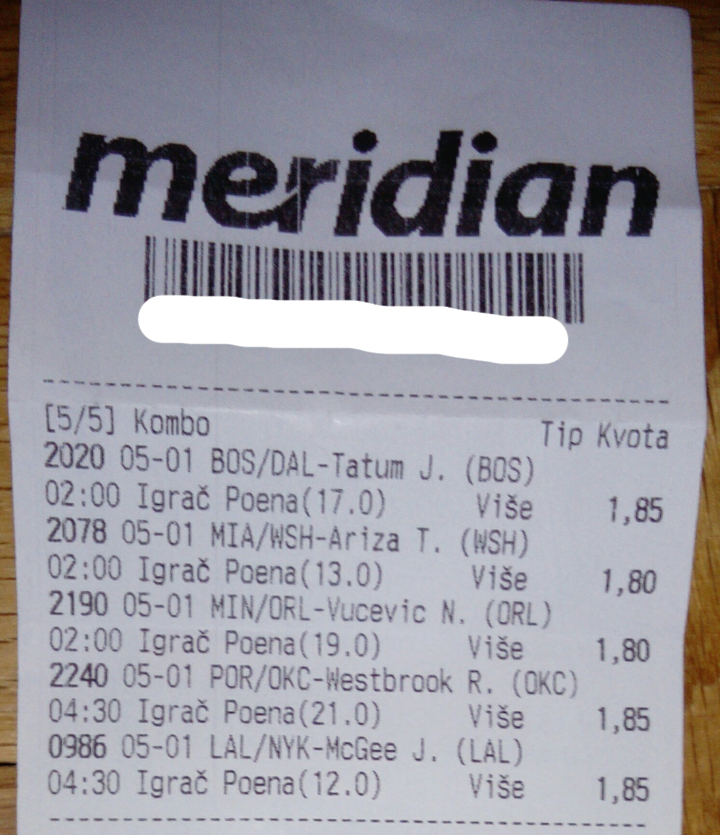 meridian
[5/5] Kombo Tip Kvota
2020 05-01 BOS/DAL-Tatum J. (BOS)
02:00 Igrač Poena(17.0) Više 1,85
2078 05-01 MIA/WSH-Ariza T. (WSH)
02:00 Igrač Poena(13.0) Više 1,80
2190 05-01 MIN/ORL-Vucevic N. (ORL)
02:00 Igrač Poena(19.0) Više 1,80
2240 05-01 POR/OKC-Westbrook R. (OKC)
04:30 Igrač Poena(21.0) Više 1,85
0986 05-01 LAL/NYK-McGee J. (LAL)
04:30 Igrač Poena(12.0) Više 1,85